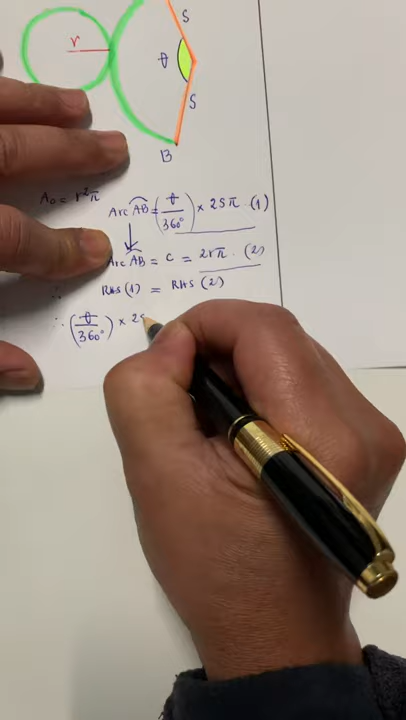 S
r
θ
S
B
A₀ = r²π
Arc AB = (θ/360°) × 2Sπ (1)
Arc AB = C = 2rπ . (2)
RHS (1) = RHS (2)
∴ (θ/360°) × 2S